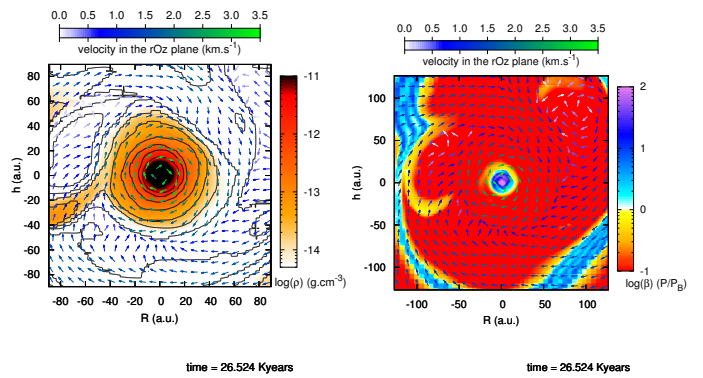 0.0 0.5 1.0 1.5 2.0 2.5 3.0 3.5
velocity in the rOz plane (km.s⁻¹)
80
60
40
20
0
-20
-40
-60
-80
h (a.u.)
-80 -60 -40 -20 0 20 40 60 80
R (a.u.)
-11
-12
-13
-14
log(ρ) (g.cm⁻³)
time = 26.524 Kyears
0.0 0.5 1.0 1.5 2.0 2.5 3.0 3.5
velocity in the rOz plane (km.s⁻¹)
100
50
0
-50
-100
h (a.u.)
-100 -50 0 50 100
R (a.u.)
2
1
0
-1
log(β) (P/P_B)
time = 26.524 Kyears